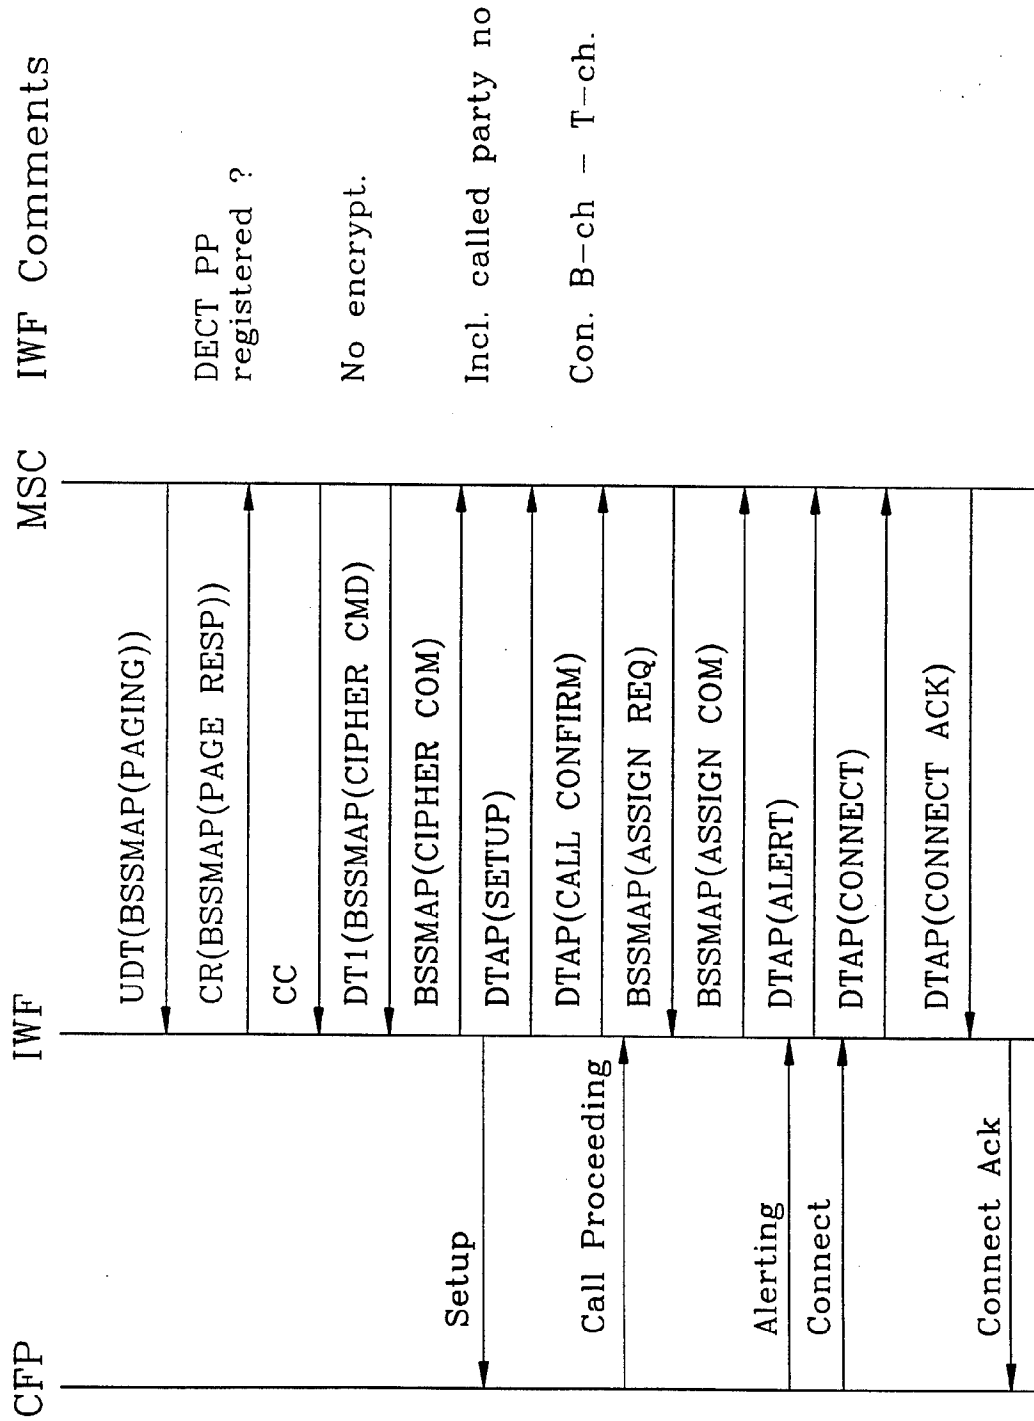 CFP
IWF
MSC
IWF Comments
UDT(BSSMAP(PAGING))
CR(BSSMAP(PAGE RESP))
DECT PP
registered ?
CC
DT1(BSSMAP(CIPHER CMD)
No encrypt.
BSSMAP(CIPHER COM)
Setup
DTAP(SETUP)
Incl. called party no
DTAP(CALL CONFIRM)
Call Proceeding
BSSMAP(ASSIGN REQ)
Con. B-ch - T-ch.
BSSMAP(ASSIGN COM)
Alerting
DTAP(ALERT)
Connect
DTAP(CONNECT)
DTAP(CONNECT ACK)
Connect Ack